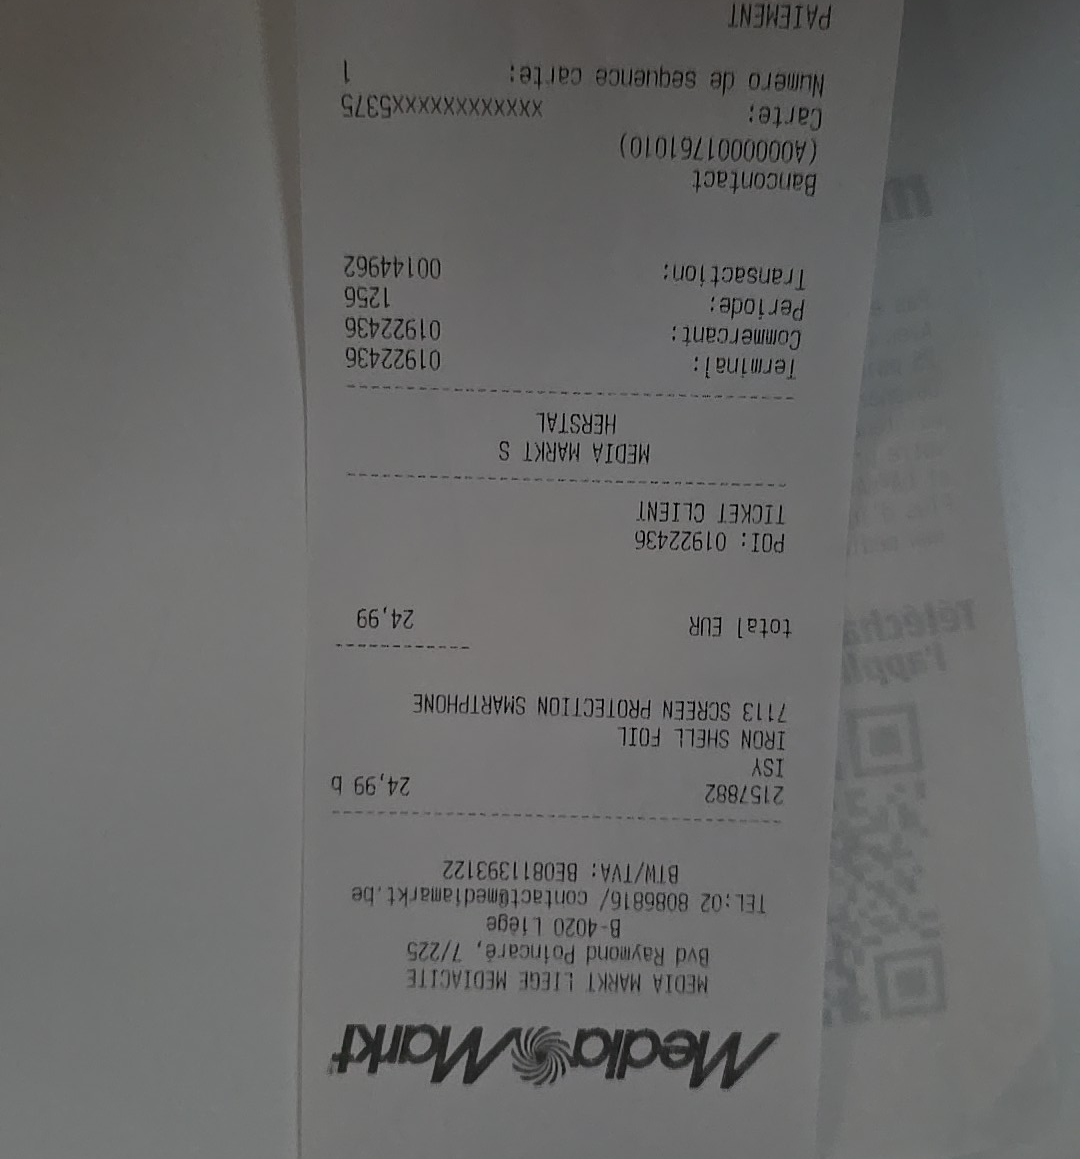 Media Markt
MEDIA MARKT LIEGE MEDIACITE
Bvd Raymond Poincaré, 7/225
B-4020 Liège
TEL:02 8086816/ contact@mediamarkt.be
BTW/TVA: BE0811393122
2157882 24,99 b
ISY
IRON SHELL FOIL
7113 SCREEN PROTECTION SMARTPHONE
total EUR 24,99
POI: 01922436
TICKET CLIENT
MEDIA MARKT S
HERSTAL
Terminal: 01922436
Commercant: 01922436
Periode: 1256
Transaction: 00144962
Bancontact
(A0000001761010)
Carte: xxxxxxxxxxxxx5375
Numero de sequence carte: 1
PAIEMENT